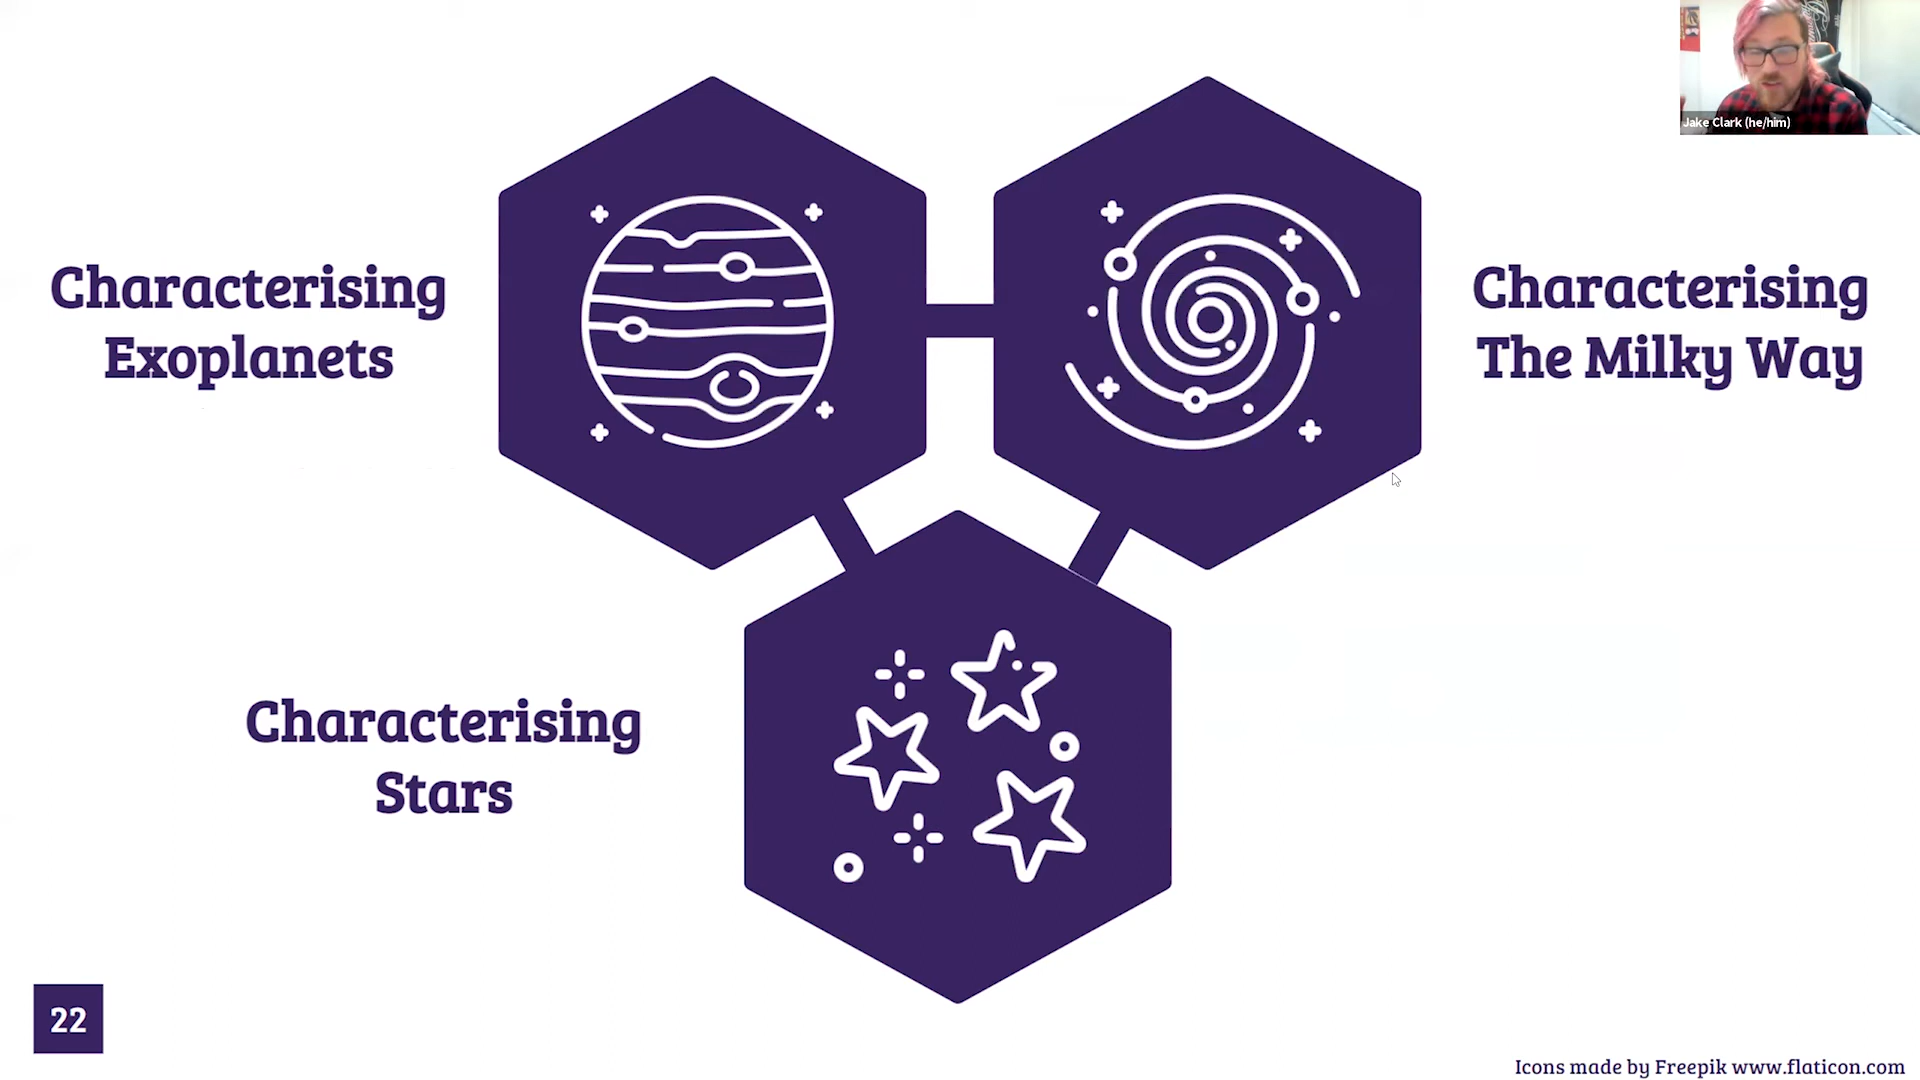 Jake Clark (he/him)
Characterising
Exoplanets
Characterising
The Milky Way
Characterising
Stars
22
Icons made by Freepik www.flaticon.com